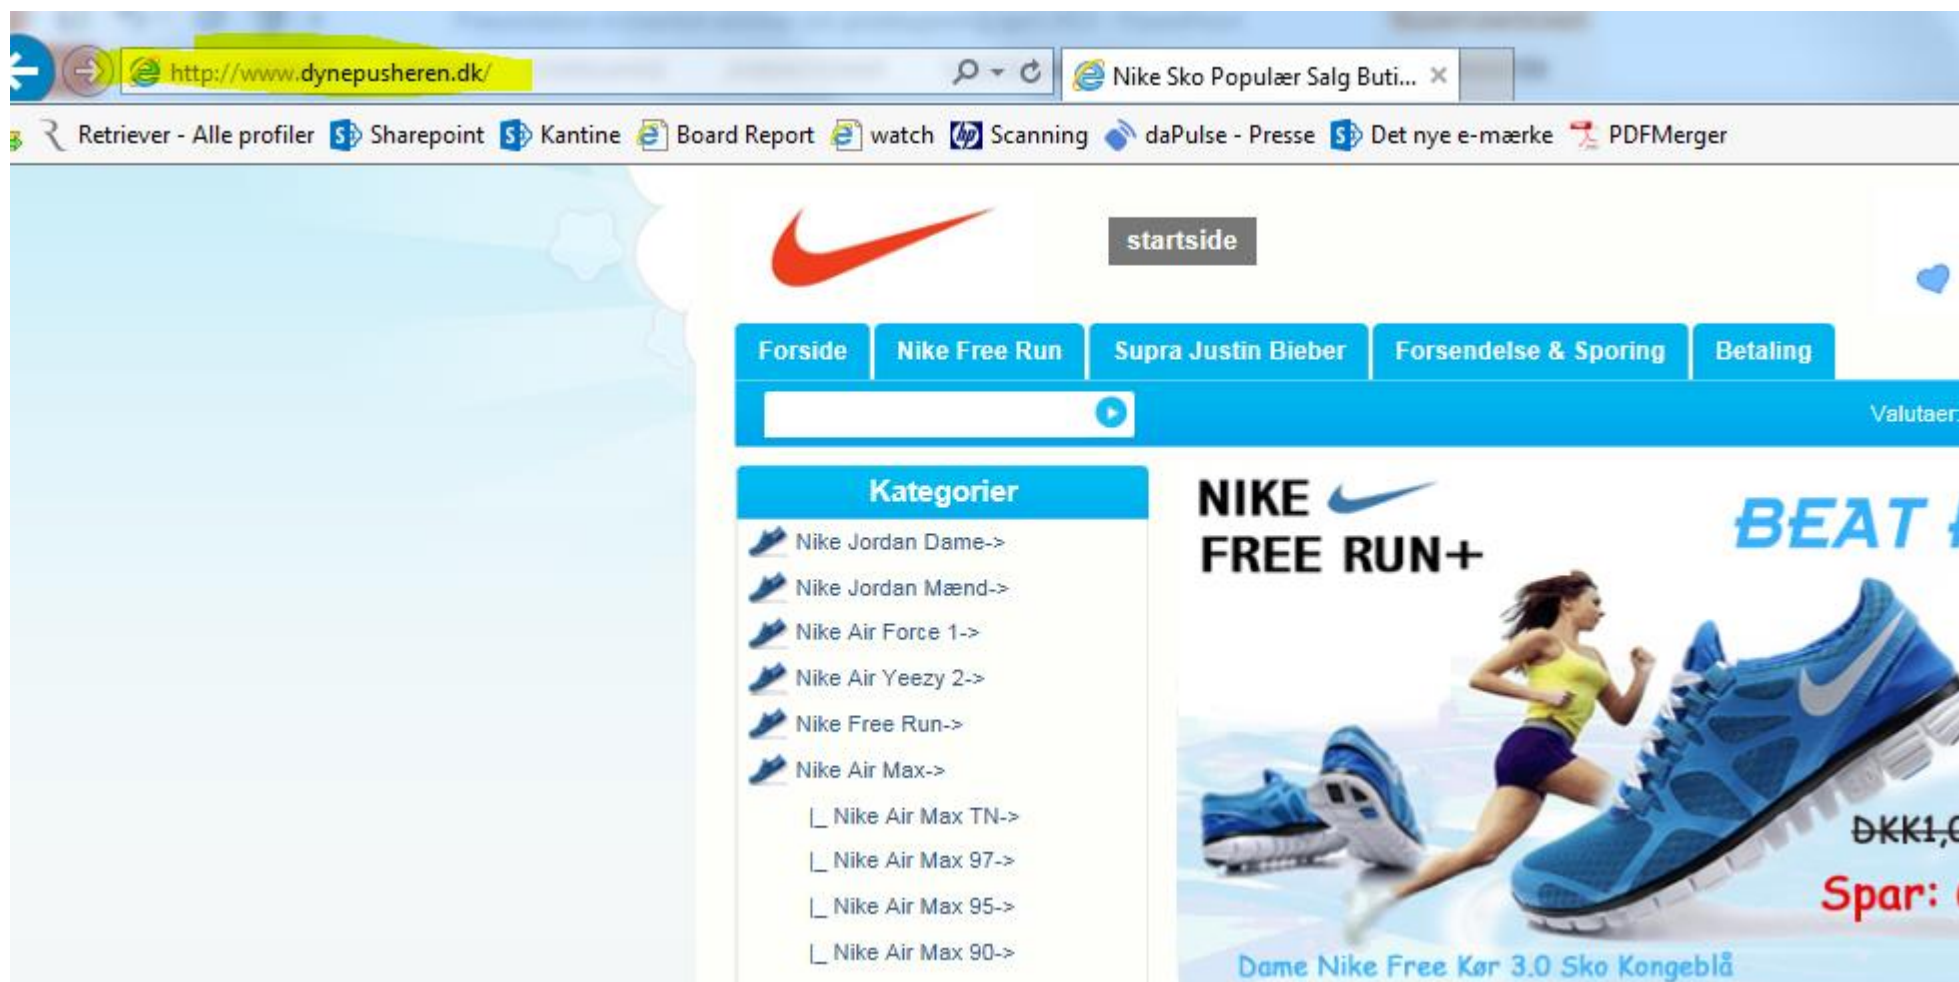 http://www.dynepusheren.dk/
Nike Sko Populær Salg Buti...
Retriever - Alle profiler Sharepoint Kantine Board Report watch Scanning daPulse - Presse Det nye e-mærke PDFMerger
startside
Forside Nike Free Run Supra Justin Bieber Forsendelse & Sporing Betaling
Valutaer:
Kategorier
Nike Jordan Dame->
Nike Jordan Mænd->
Nike Air Force 1->
Nike Air Yeezy 2->
Nike Free Run->
Nike Air Max->
|_ Nike Air Max TN->
|_ Nike Air Max 97->
|_ Nike Air Max 95->
|_ Nike Air Max 90->
NIKE
FREE RUN+
BEAT
DKK1,
Spar:
Dame Nike Free Kør 3.0 Sko Kongeblå